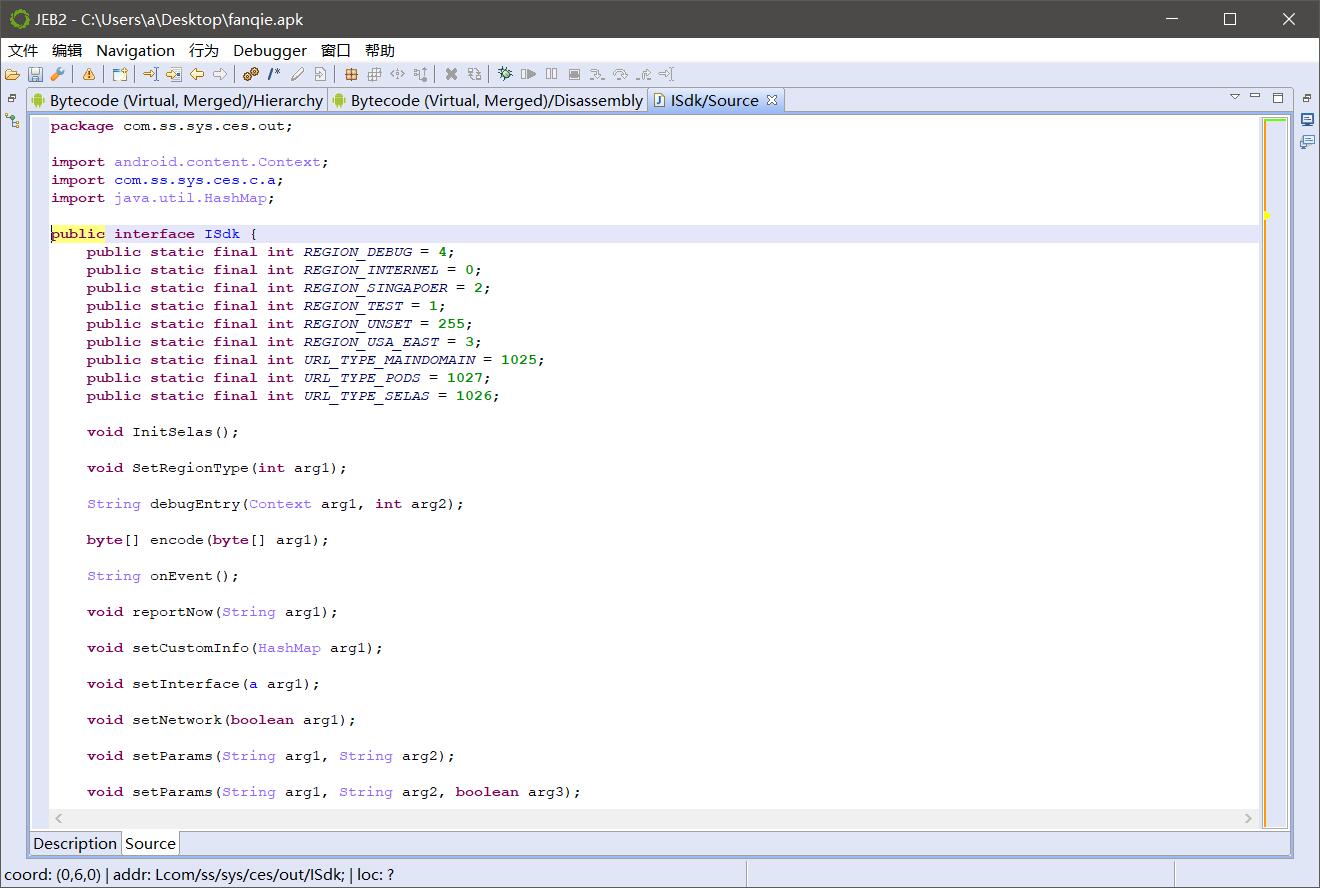 JEB2 - C:\Users\a\Desktop\fanqie.apk
文件 编辑 Navigation 行为 Debugger 窗口 帮助
Bytecode (Virtual, Merged)/Hierarchy Bytecode (Virtual, Merged)/Disassembly ISdk/Source
package com.ss.sys.ces.out;
import android.content.Context;
import com.ss.sys.ces.c.a;
import java.util.HashMap;
public interface ISdk {
public static final int REGION_DEBUG = 4;
public static final int REGION_INTERNEL = 0;
public static final int REGION_SINGAPOER = 2;
public static final int REGION_TEST = 1;
public static final int REGION_UNSET = 255;
public static final int REGION_USA_EAST = 3;
public static final int URL_TYPE_MAINDOMAIN = 1025;
public static final int URL_TYPE_PODS = 1027;
public static final int URL_TYPE_SELAS = 1026;
void InitSelas();
void SetRegionType(int arg1);
String debugEntry(Context arg1, int arg2);
byte[] encode(byte[] arg1);
String onEvent();
void reportNow(String arg1);
void setCustomInfo(HashMap arg1);
void setInterface(a arg1);
void setNetwork(boolean arg1);
void setParams(String arg1, String arg2);
void setParams(String arg1, String arg2, boolean arg3);
Description Source
coord: (0,6,0) | addr: Lcom/ss/sys/ces/out/ISdk; | loc: ?